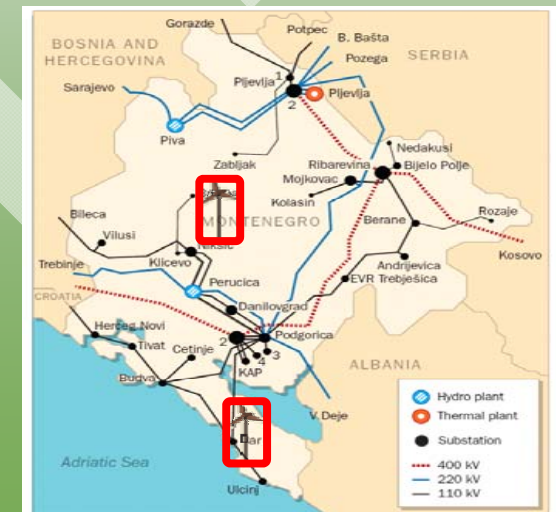 Gorazde
Potpec
B. Bašta
BOSNIA AND
HERCEGOVINA
Pozega
SERBIA
Pljevlja
1
2
Pljevlja
Sarajevo
Piva
Nedakusi
Zabljak
Ribarevina
Bijelo Polje
Mojkovac
Kolasin
Bileca
MONTENEGRO
Berane
Rozaje
Vilusi
Niksic
Kosovo
Trebinje
Klicevo
Perucica
Andrijevica
EVR Trebješica
CROATIA
Danilovgrad
Herceg Novi
2
Podgorica
Tivat
Cetinje
4
3
KAP
ALBANIA
Budva
V. Deje
Bar
Adriatic Sea
Ulcinj
Hydro plant
Thermal plant
Substation
400 kV
220 kV
110 kV